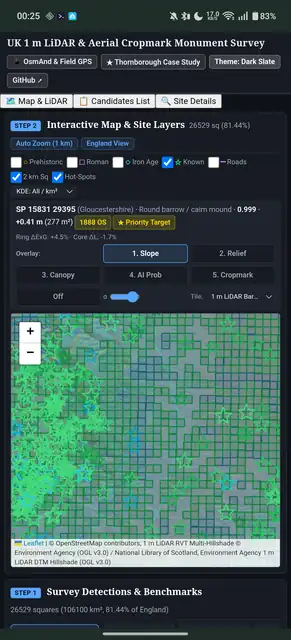 00:25
17.0
83%
UK 1 m LiDAR & Aerial Cropmark Monument Survey
OsmAnd & Field GPS
★ Thornborough Case Study
Theme: Dark Slate
GitHub ↗
Map & LiDAR
Candidates List
Site Details
STEP 2 Interactive Map & Site Layers 26529 sq (81.44%)
Auto Zoom (1 km)
England View
Prehistoric
Roman
Iron Age
Known
Roads
2 km Sq
Hot-Spots
KDE: All / km²
SP 15831 29395 (Gloucestershire) · Round barrow / cairn mound · 0.999 ·
+0.41 m (277 m²) 1888 OS ★ Priority Target
Ring ΔExG: +4.5% · Core ΔL: -1.7%
Overlay:
1. Slope
2. Relief
3. Canopy
4. AI Prob
5. Cropmark
Off
α
Tile:
1 m LiDAR Bar...
+
−
Leaflet | © OpenStreetMap contributors, 1 m LiDAR RVT Multi-Hillshade ©
Environment Agency (OGL v3.0) / National Library of Scotland, Environment Agency 1 m
LiDAR DTM Hillshade (OGL v3.0)
STEP 1 Survey Detections & Benchmarks
26529 squares (106100 km², 81.44% of England)